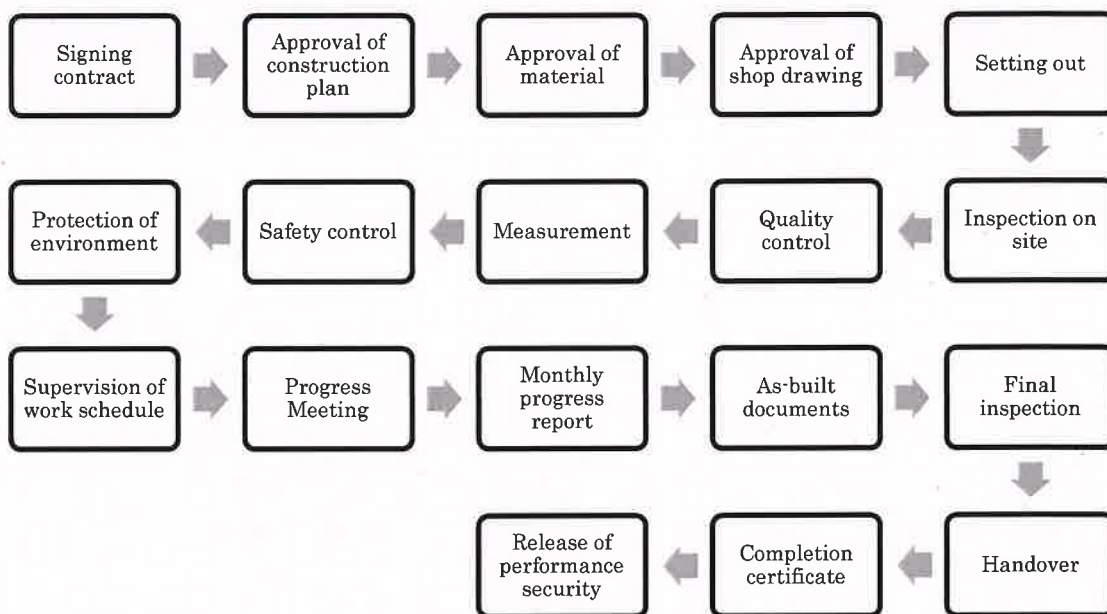 Signing
contract
Approval of
construction
plan
Approval of
material
Approval of
shop drawing
Setting out
Inspection on
site
Quality
control
Measurement
Safety control
Protection of
environment
Supervision of
work schedule
Progress
Meeting
Monthly
progress
report
As-built
documents
Final
inspection
Handover
Completion
certificate
Release of
performance
security